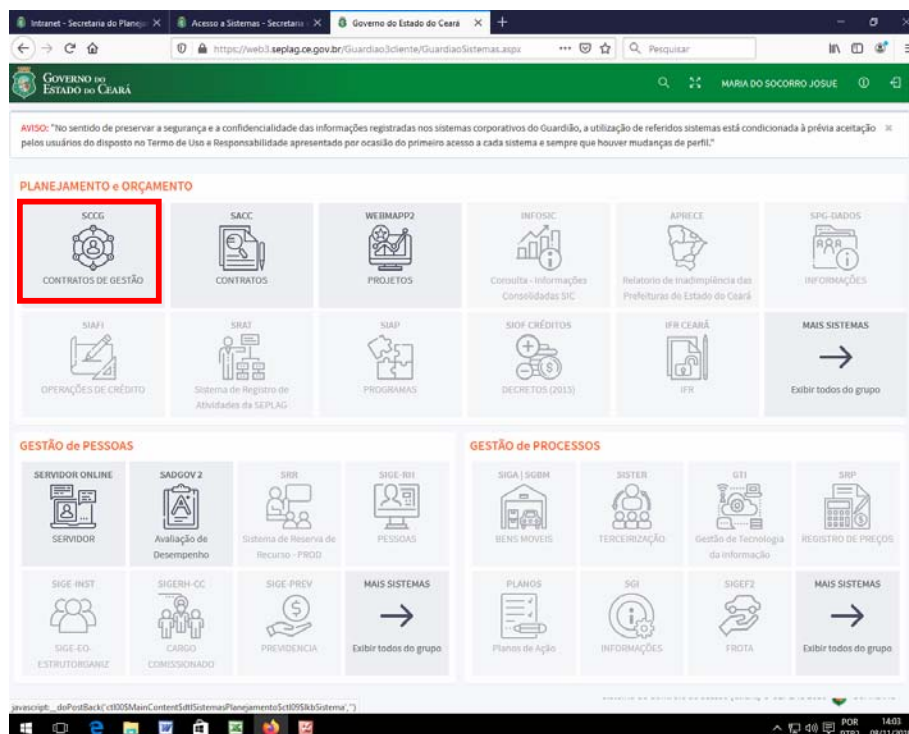 Intranet - Secretaria do Planej
Acesso a Sistemas - Secretaria
Governo do Estado do Ceará
https://web3.seplag.ce.gov.br/Guardiao3cliente/GuardiaoSistemas.aspx
Pesquisar
GOVERNO DO
ESTADO DO CEARÁ
MARIA DO SOCORRO JOSUE
AVISO: "No sentido de preservar a segurança e a confidencialidade das informações registradas nos sistemas corporativos do Guardião, a utilização de referidos sistemas está condicionada à prévia aceitação
pelos usuários do disposto no Termo de Uso e Responsabilidade apresentado por ocasião do primeiro acesso a cada sistema e sempre que houver mudanças de perfil."
PLANEJAMENTO e ORÇAMENTO
SCCG
CONTRATOS DE GESTÃO
SACC
CONTRATOS
WEBMAPP2
PROJETOS
INFOSIC
Consulta - Informações
Consolidadas SIC
APRECE
Relatorio de inadimplência das
Prefeituras do Estado do Ceará
SPG-DADOS
INFORMAÇÕES
SIAFI
OPERAÇÕES DE CRÉDITO
SRAT
Sistema de Registro de
Atividades da SEPLAG
SIAP
PROGRAMAS
SIOF CRÉDITOS
DECRETOS (2015)
IFR CEARÁ
IFR
MAIS SISTEMAS
Exibir todos do grupo
GESTÃO de PESSOAS
SERVIDOR ONLINE
SERVIDOR
SADGOV 2
Avaliação de
Desempenho
SRR
Sistema de Reserva de
Recurso - PROD
SIGE-RH
PESSOAS
SIGE-INST
SIGE-EO
ESTRUTORGANIZ
SIGERH-CC
CARGO
COMISSIONADO
SIGE-PREV
PREVIDENCIA
MAIS SISTEMAS
Exibir todos do grupo
GESTÃO de PROCESSOS
SIGA | SGBM
BENS MOVEIS
SISTER
TERCEIRIZAÇÃO
GTI
Gestão de Tecnologia
da Informação
SRP
REGISTRO DE PREÇOS
PLANOS
Planos de Ação
SGI
INFORMAÇÕES
SIGEF2
FROTA
MAIS SISTEMAS
Exibir todos do grupo
javascript:__doPostBack('ctl00$MainContent$dtlSistemasPlanejamento$ctl09$lkbSistema','')
POR
14:03